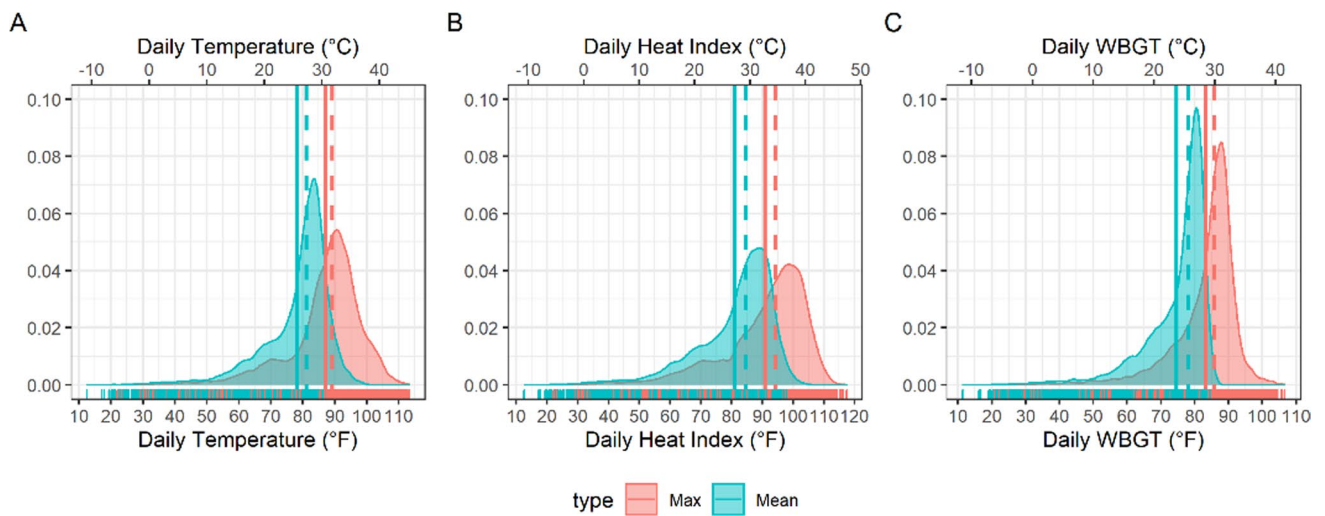 A
Daily Temperature (°C)
-10 0 10 20 30 40
0.10
0.08
0.06
0.04
0.02
0.00
10 20 30 40 50 60 70 80 90 100 110
Daily Temperature (°F)
B
Daily Heat Index (°C)
-10 0 10 20 30 40 50
0.10
0.08
0.06
0.04
0.02
0.00
10 20 30 40 50 60 70 80 90 100 110 120
Daily Heat Index (°F)
C
Daily WBGT (°C)
-10 0 10 20 30 40
0.10
0.08
0.06
0.04
0.02
0.00
10 20 30 40 50 60 70 80 90 100 110
Daily WBGT (°F)
type Max Mean